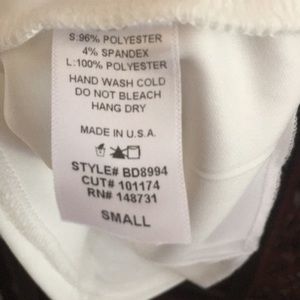 S:96% POLYESTER
4% SPANDEX
L:100% POLYESTER
HAND WASH COLD
DO NOT BLEACH
HANG DRY
MADE IN U.S.A.
STYLE# BD8994
CUT# 101174
RN# 148731
SMALL